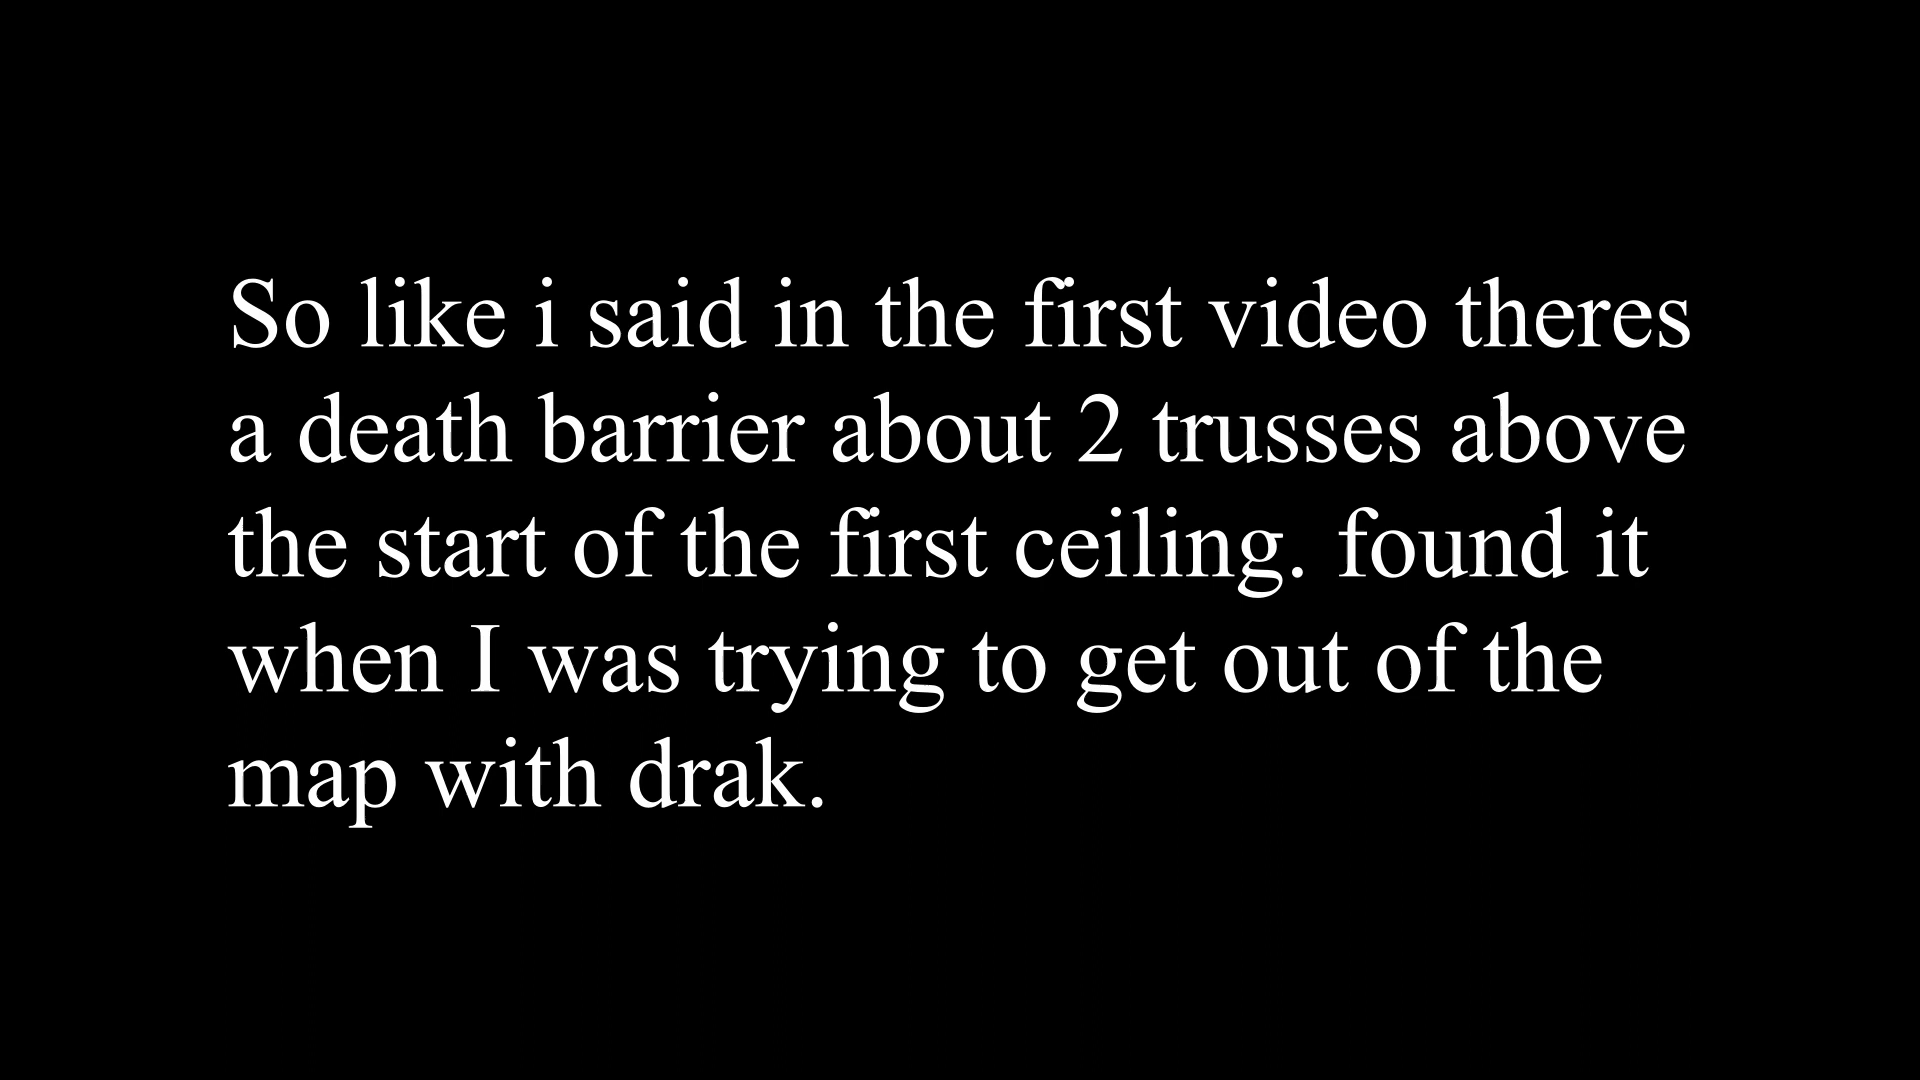 So like i said in the first video theres
a death barrier about 2 trusses above
the start of the first ceiling. found it
when I was trying to get out of the
map with drak.